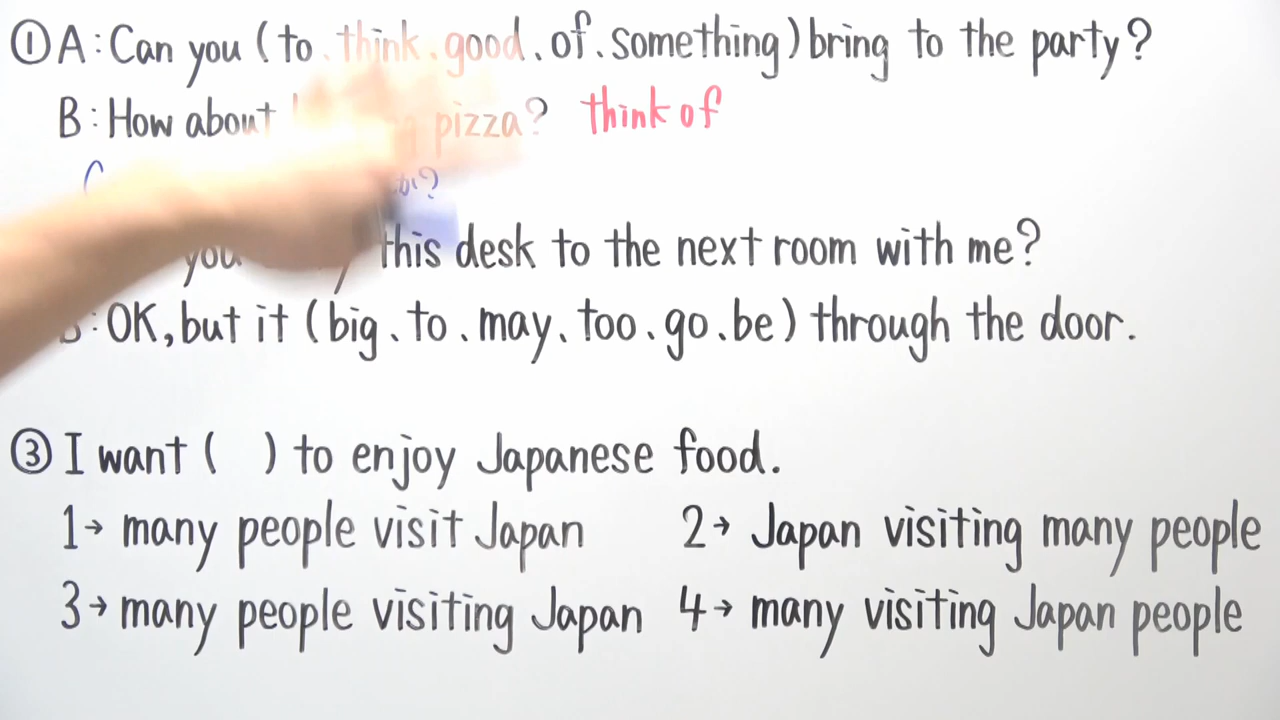 ①A:Can you (to.think.good.of.something) bring to the party?
B:How about pizza? think of
you this desk to the next room with me?
:OK, but it (big.to.may.too.go.be) through the door.
③I want (  ) to enjoy Japanese food.
1→ many people visit Japan 2→ Japan visiting many people
3→ many people visiting Japan 4→ many visiting Japan people